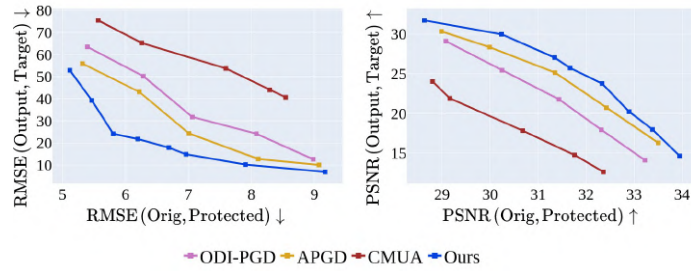 RMSE(Output, Target) ↓
80
70
60
50
40
30
20
10
5
6
7
8
9
RMSE(Orig, Protected) ↓
PSNR(Output, Target) ↑
30
25
20
15
29
30
31
32
33
34
PSNR(Orig, Protected) ↑
ODI-PGD
APGD
CMUA
Ours